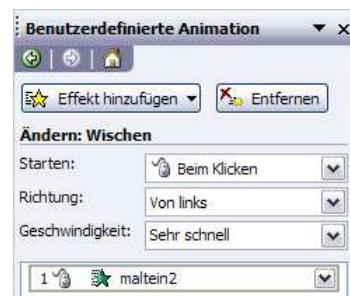 Benutzerdefinierte Animation
Effekt hinzufügen Entfernen
Ändern: Wischen
Starten: Beim Klicken
Richtung: Von links
Geschwindigkeit: Sehr schnell
1 maltein2